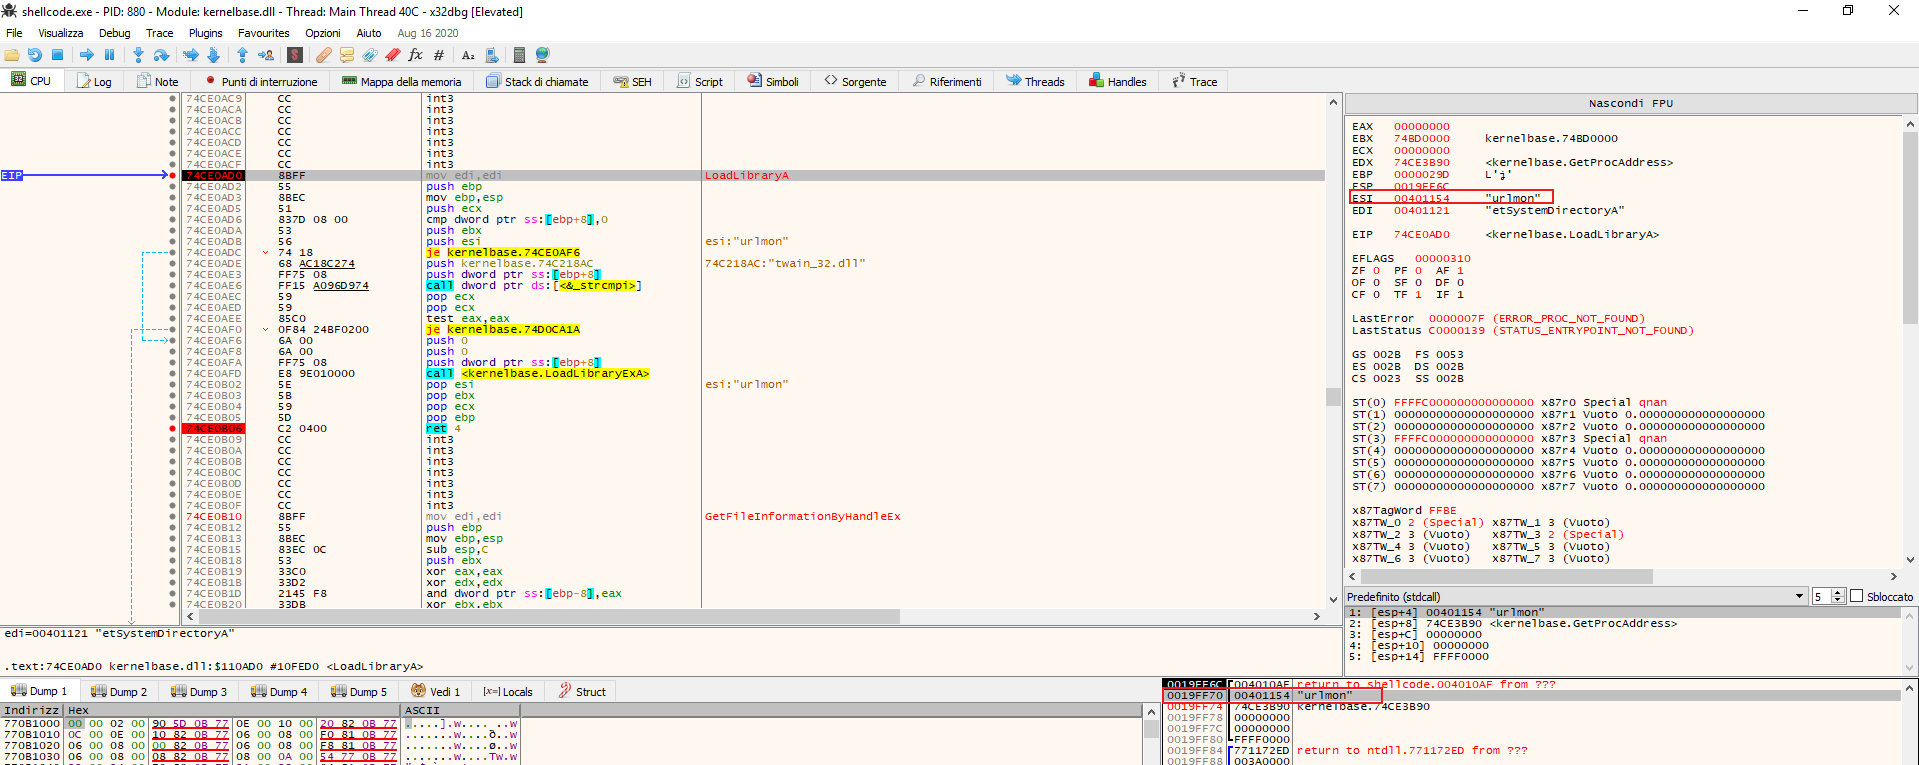 shellcode.exe - PID: 880 - Module: kernelbase.dll - Thread: Main Thread 40C - x32dbg [Elevated]
File Visualizza Debug Trace Plugins Favourites Opzioni Aiuto Aug 16 2020
CPU Log Note Punti di interruzione Mappa della memoria Stack di chiamate SEH Script Simboli Sorgente Riferimenti Threads Handles Trace
74CE0AC9 CC int3
74CE0ACA CC int3
74CE0ACB CC int3
74CE0ACC CC int3
74CE0ACD CC int3
74CE0ACE CC int3
74CE0ACF CC int3
EIP 74CE0AD0 8BFF mov edi,edi LoadLibraryA
74CE0AD2 55 push ebp
74CE0AD3 8BEC mov ebp,esp
74CE0AD5 51 push ecx
74CE0AD6 837D 08 00 cmp dword ptr ss:[ebp+8],0
74CE0ADA 53 push ebx
74CE0ADB 56 push esi esi:"urlmon"
74CE0ADC 74 18 je kernelbase.74CE0AF6
74CE0ADE 68 AC18C274 push kernelbase.74C218AC 74C218AC:"twain_32.dll"
74CE0AE3 FF75 08 push dword ptr ss:[ebp+8]
74CE0AE6 FF15 A096D974 call dword ptr ds:[<&_strcmpi>]
74CE0AEC 59 pop ecx
74CE0AED 59 pop ecx
74CE0AEE 85C0 test eax,eax
74CE0AF0 0F84 24BF0200 je kernelbase.74D0CA1A
74CE0AF6 6A 00 push 0
74CE0AF8 6A 00 push 0
74CE0AFA FF75 08 push dword ptr ss:[ebp+8]
74CE0AFD E8 9E010000 call <kernelbase.LoadLibraryExA>
74CE0B02 5E pop esi esi:"urlmon"
74CE0B03 5B pop ebx
74CE0B04 59 pop ecx
74CE0B05 5D pop ebp
74CE0B06 C2 0400 ret 4
74CE0B09 CC int3
74CE0B0A CC int3
74CE0B0B CC int3
74CE0B0C CC int3
74CE0B0D CC int3
74CE0B0E CC int3
74CE0B0F CC int3
74CE0B10 8BFF mov edi,edi GetFileInformationByHandleEx
74CE0B12 55 push ebp
74CE0B13 8BEC mov ebp,esp
74CE0B15 83EC 0C sub esp,C
74CE0B18 53 push ebx
74CE0B19 33C0 xor eax,eax
74CE0B1B 33D2 xor edx,edx
74CE0B1D 2145 F8 and dword ptr ss:[ebp-8],eax
74CE0B20 33DB xor ebx,ebx
edi=00401121 "etSystemDirectoryA"
.text:74CE0AD0 kernelbase.dll:$110AD0 #10FED0 <LoadLibraryA>
Nascondi FPU
EAX 00000000
EBX 74BD0000 kernelbase.74BD0000
ECX 00000000
EDX 74CE3B90 <kernelbase.GetProcAddress>
EBP 0000029D
ESP 0019FF6C
ESI 00401154 "urlmon"
EDI 00401121 "etSystemDirectoryA"
EIP 74CE0AD0 <kernelbase.LoadLibraryA>
EFLAGS 00000310
ZF 0 PF 0 AF 1
OF 0 SF 0 DF 0
CF 0 TF 1 IF 1
LastError 0000007F (ERROR_PROC_NOT_FOUND)
LastStatus C0000139 (STATUS_ENTRYPOINT_NOT_FOUND)
GS 002B FS 0053
ES 002B DS 002B
CS 0023 SS 002B
ST(0) FFFFC000000000000000 x87r0 Special qnan
ST(1) 00000000000000000000 x87r1 Vuoto 0.000000000000000000
ST(2) 00000000000000000000 x87r2 Vuoto 0.000000000000000000
ST(3) FFFFC000000000000000 x87r3 Special qnan
ST(4) 00000000000000000000 x87r4 Vuoto 0.000000000000000000
ST(5) 00000000000000000000 x87r5 Vuoto 0.000000000000000000
ST(6) 00000000000000000000 x87r6 Vuoto 0.000000000000000000
ST(7) 00000000000000000000 x87r7 Vuoto 0.000000000000000000
x87TagWord FFBE
x87TW_0 2 (Special) x87TW_1 3 (Vuoto)
x87TW_2 3 (Vuoto) x87TW_3 2 (Special)
x87TW_4 3 (Vuoto) x87TW_5 3 (Vuoto)
x87TW_6 3 (Vuoto) x87TW_7 3 (Vuoto)
Predefinito (stdcall) 5 Sbloccato
1: [esp+4] 00401154 "urlmon"
2: [esp+8] 74CE3B90 <kernelbase.GetProcAddress>
3: [esp+C] 00000000
4: [esp+10] 00000000
5: [esp+14] FFFF0000
Dump 1 Dump 2 Dump 3 Dump 4 Dump 5 Vedi 1 Locals Struct
Indirizz Hex ASCII
770B1000 00 00 02 00 90 5D 0B 77 0E 00 10 00 20 82 0B 77 .....].w.... ..w
770B1010 0C 00 0E 00 10 82 0B 77 06 00 08 00 F0 81 0B 77 .......w....ð..w
770B1020 06 00 08 00 00 82 0B 77 06 00 08 00 F8 81 0B 77 .......w....ø..w
770B1030 06 00 08 00 08 82 0B 77 08 00 0A 00 54 77 0B 77 .......w....Tw.w
0019FF6C 004010AF return to shellcode.004010AF from ???
0019FF70 00401154 "urlmon"
0019FF74 74CE3B90 kernelbase.74CE3B90
0019FF78 00000000
0019FF7C 00000000
0019FF80 FFFF0000
0019FF84 771172ED return to ntdll.771172ED from ???
0019FF88 003A0000